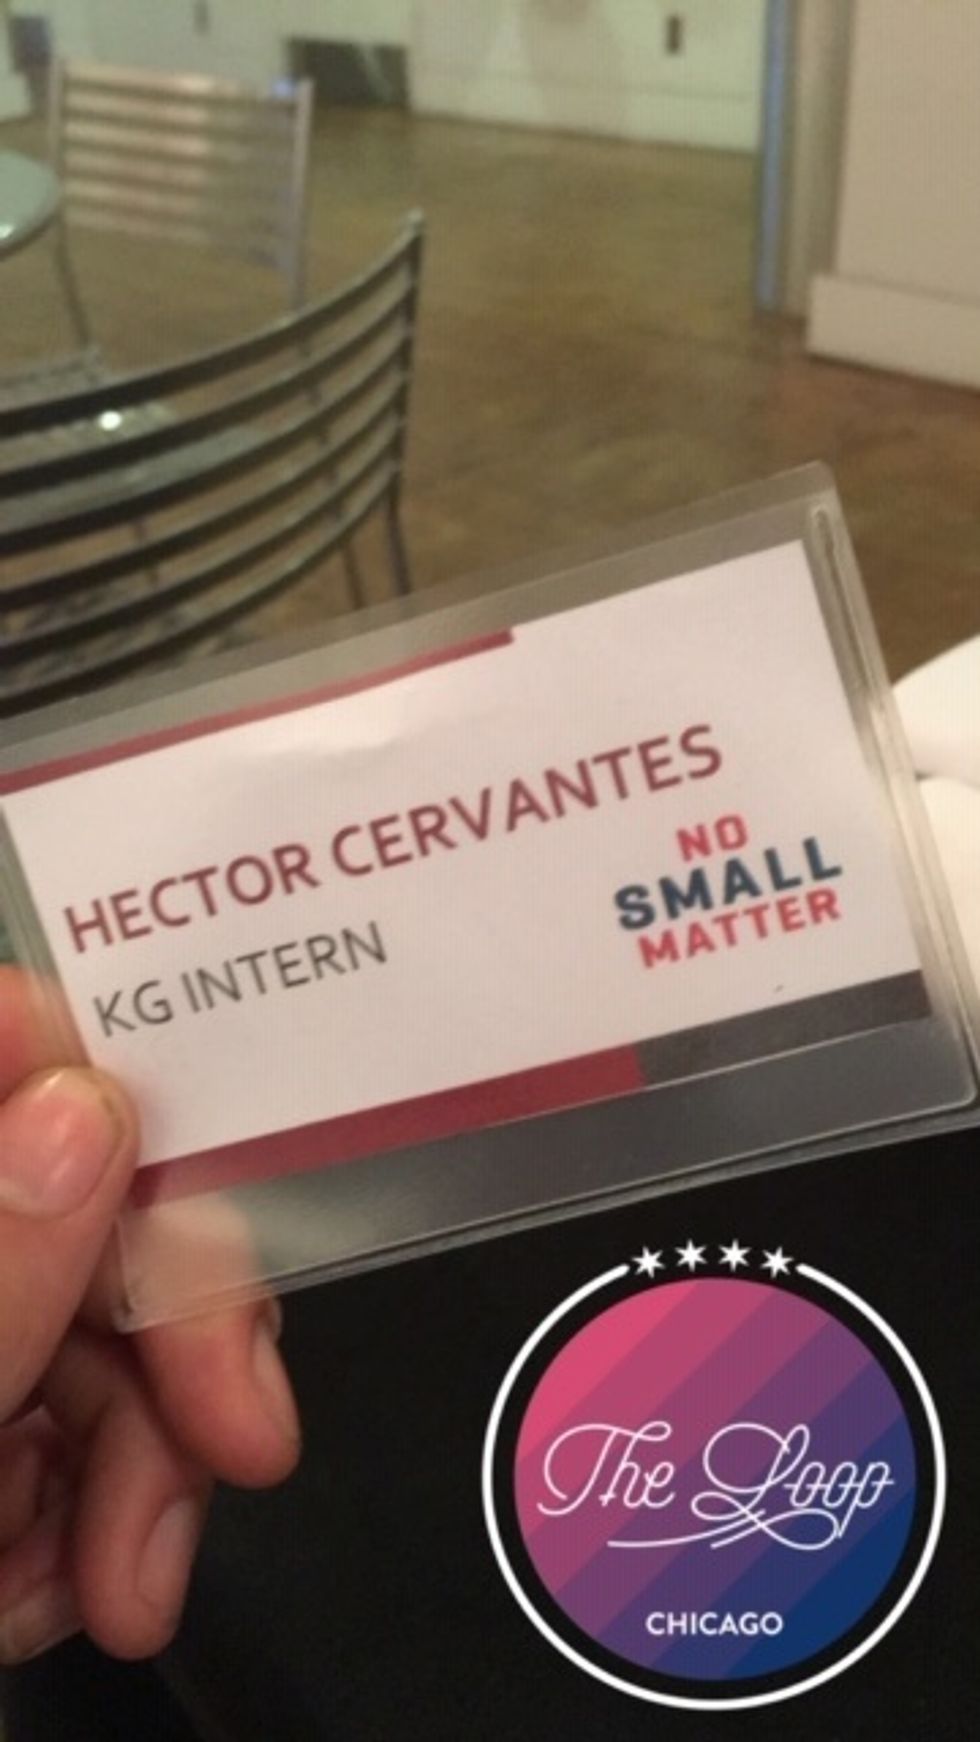 HECTOR CERVANTES
KG INTERN
NO
SMALL
MATTER
The Loop
CHICAGO